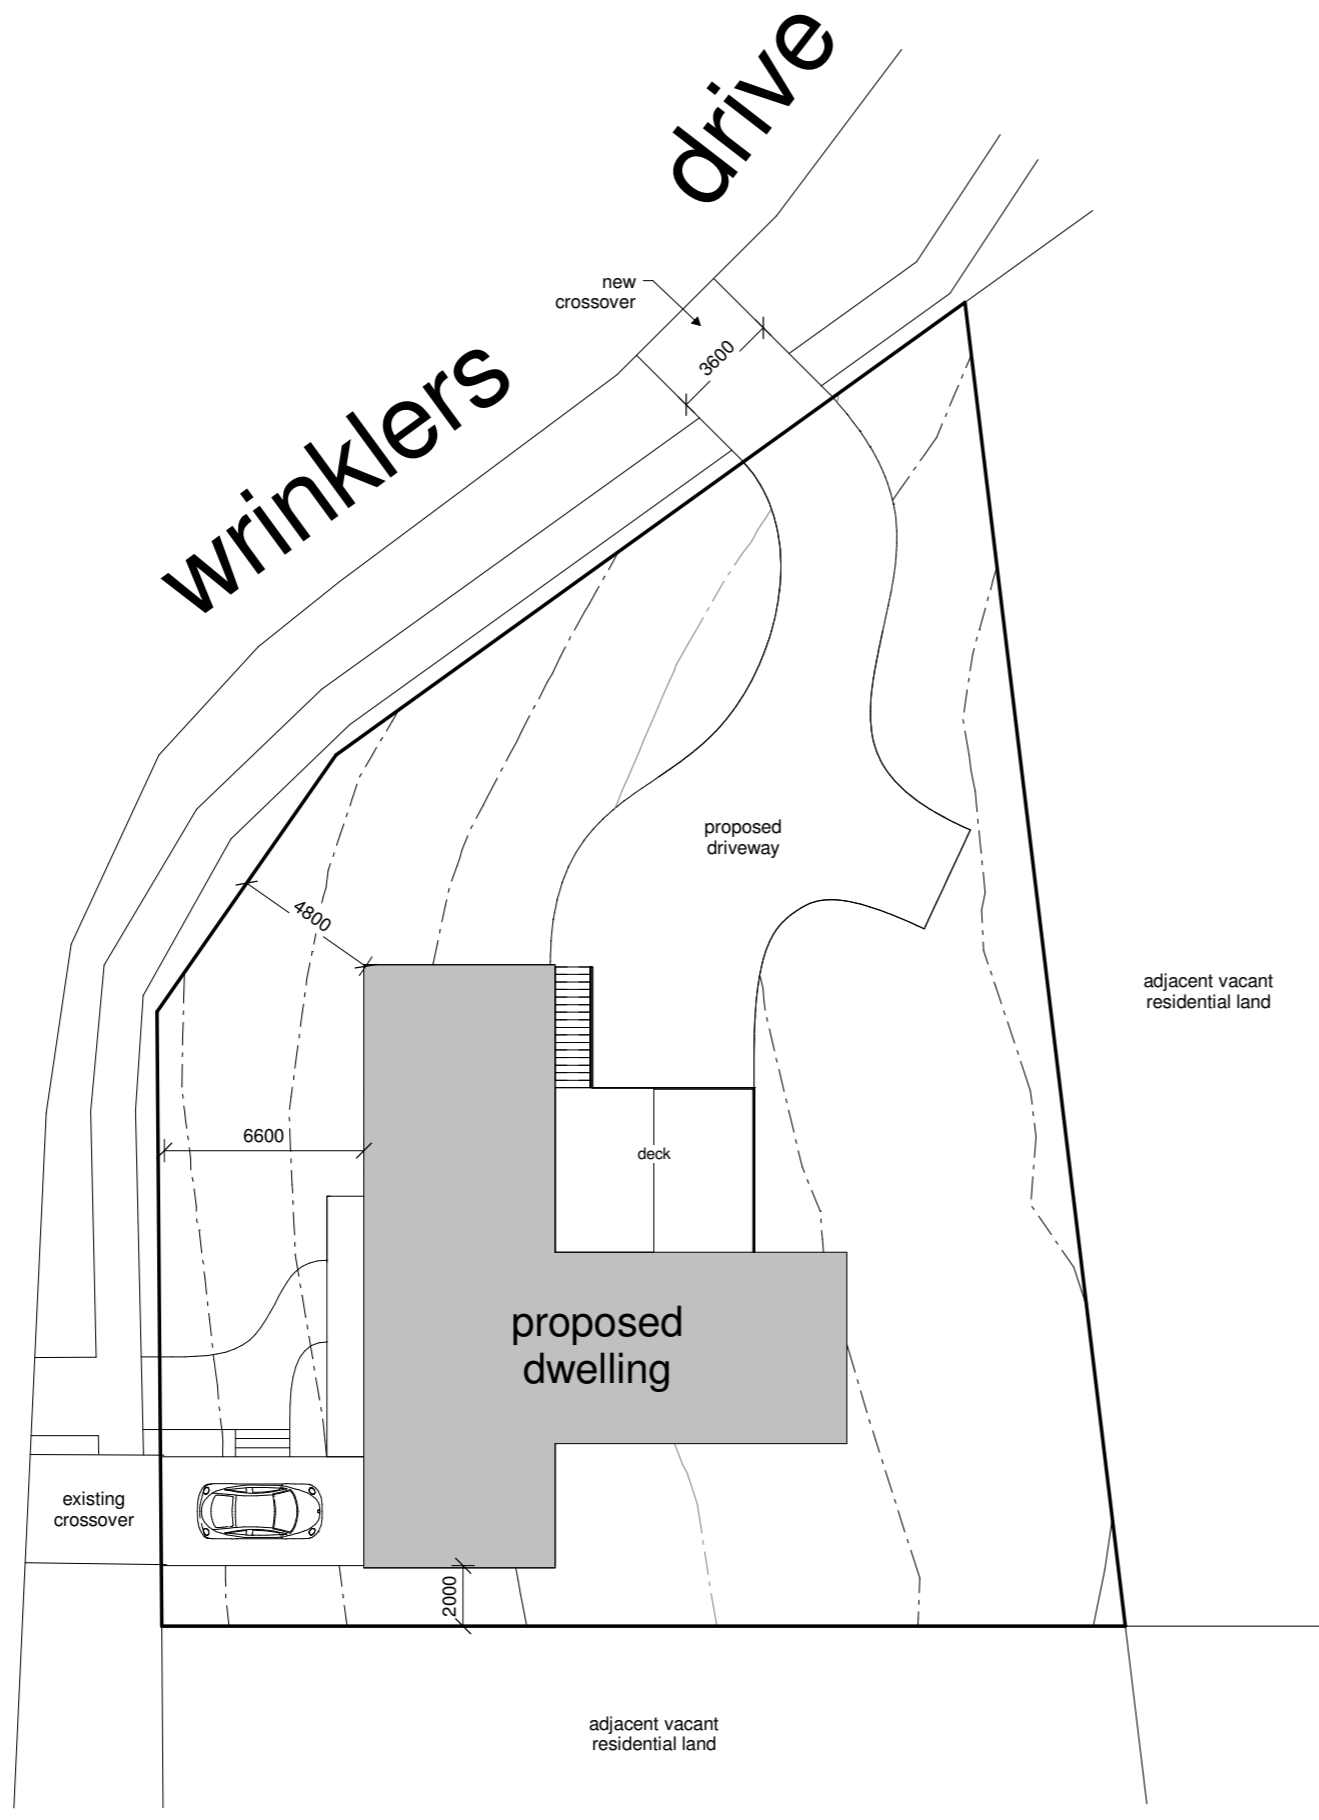 wrinklers
drive
new
crossover
3600
4800
proposed
driveway
adjacent vacant
residential land
6600
deck
proposed
dwelling
existing
crossover
2000
adjacent vacant
residential land